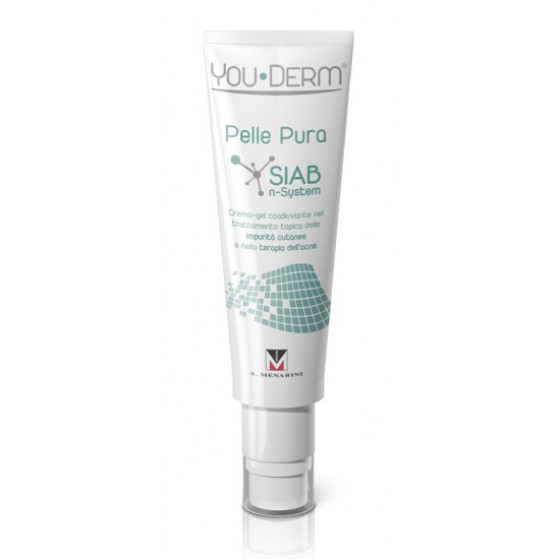 YOU•DERM®
Pelle Pura
SIAB
n-System
Crema-gel coadiuvante nel
trattamento topico delle
impurità cutanee
e nella terapia dell'acne
A. MENARINI